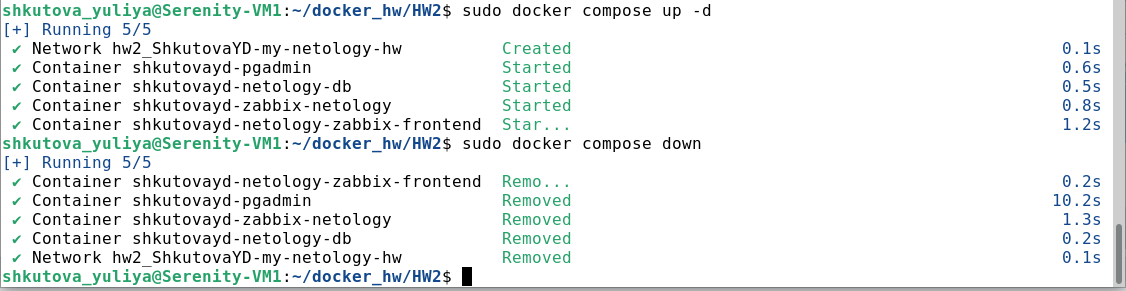 shkutova_yuliya@Serenity-VM1:~/docker_hw/HW2$ sudo docker compose up -d
[+] Running 5/5
✔ Network hw2_ShkutovaYD-my-netology-hw Created 0.1s
✔ Container shkutovayd-pgadmin Started 0.6s
✔ Container shkutovayd-netology-db Started 0.5s
✔ Container shkutovayd-zabbix-netology Started 0.8s
✔ Container shkutovayd-netology-zabbix-frontend Star... 1.2s
shkutova_yuliya@Serenity-VM1:~/docker_hw/HW2$ sudo docker compose down
[+] Running 5/5
✔ Container shkutovayd-netology-zabbix-frontend Remo... 0.2s
✔ Container shkutovayd-pgadmin Removed 10.2s
✔ Container shkutovayd-zabbix-netology Removed 1.3s
✔ Container shkutovayd-netology-db Removed 0.2s
✔ Network hw2_ShkutovaYD-my-netology-hw Removed 0.1s
shkutova_yuliya@Serenity-VM1:~/docker_hw/HW2$